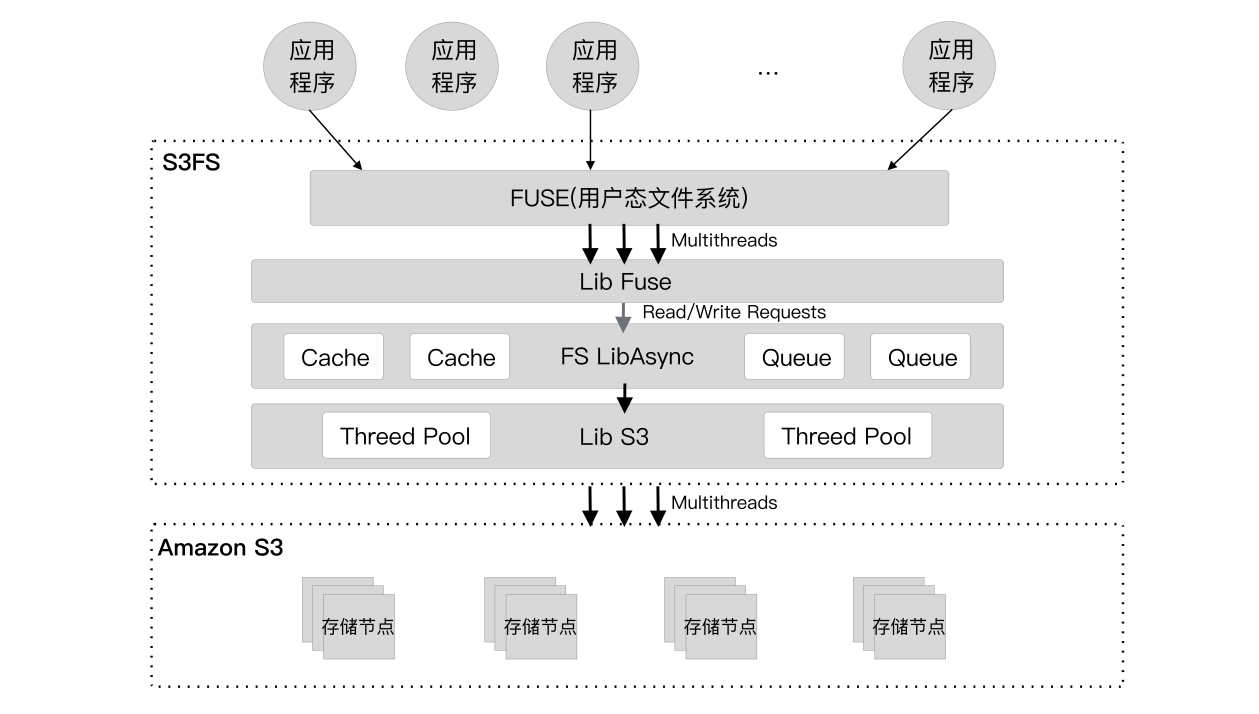 应用
程序
应用
程序
应用
程序
...
应用
程序
S3FS
FUSE(用户态文件系统)
Multithreads
Lib Fuse
Read/Write Requests
Cache
Cache
FS LibAsync
Queue
Queue
Threed Pool
Lib S3
Threed Pool
Multithreads
Amazon S3
存储节点
存储节点
存储节点
存储节点